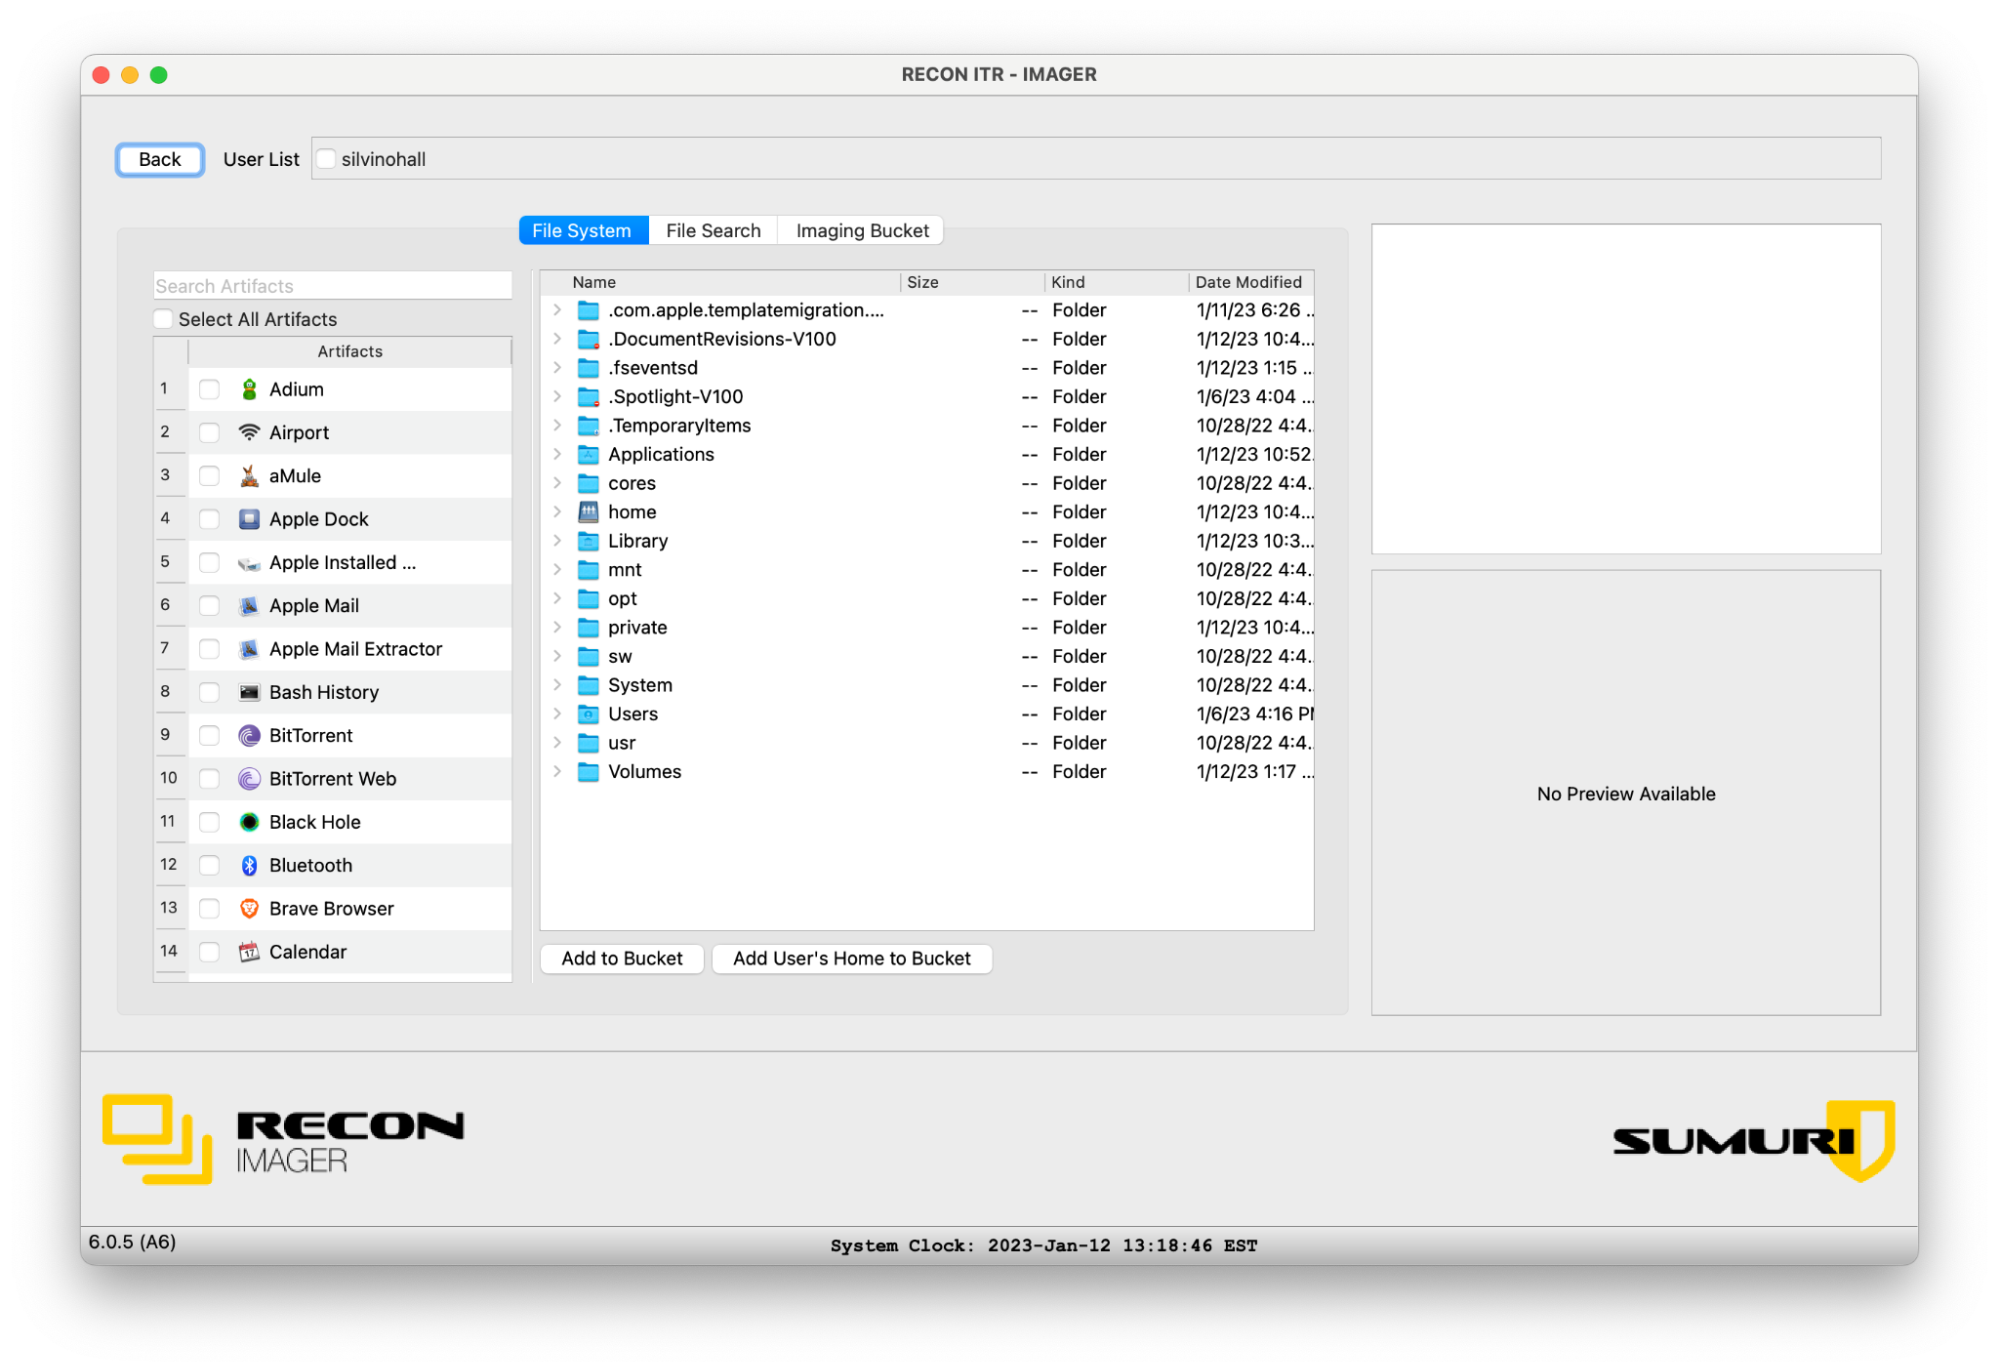 RECON ITR - IMAGER
Back User List silvinohall
File System File Search Imaging Bucket
Search Artifacts
Select All Artifacts
Artifacts
1 Adium
2 Airport
3 aMule
4 Apple Dock
5 Apple Installed ...
6 Apple Mail
7 Apple Mail Extractor
8 Bash History
9 BitTorrent
10 BitTorrent Web
11 Black Hole
12 Bluetooth
13 Brave Browser
14 Calendar
Name Size Kind Date Modified
.com.apple.templatemigration.... -- Folder 1/11/23 6:26 ..
.DocumentRevisions-V100 -- Folder 1/12/23 10:4...
.fseventsd -- Folder 1/12/23 1:15 ...
.Spotlight-V100 -- Folder 1/6/23 4:04 ...
.TemporaryItems -- Folder 10/28/22 4:4..
Applications -- Folder 1/12/23 10:52
cores -- Folder 10/28/22 4:4..
home -- Folder 1/12/23 10:4...
Library -- Folder 1/12/23 10:3...
mnt -- Folder 10/28/22 4:4..
opt -- Folder 10/28/22 4:4..
private -- Folder 1/12/23 10:4...
sw -- Folder 10/28/22 4:4..
System -- Folder 10/28/22 4:4..
Users -- Folder 1/6/23 4:16 P
usr -- Folder 10/28/22 4:4..
Volumes -- Folder 1/12/23 1:17 ...
Add to Bucket Add User's Home to Bucket
No Preview Available
RECON
IMAGER
SUMURI
6.0.5 (A6)
System Clock: 2023-Jan-12 13:18:46 EST